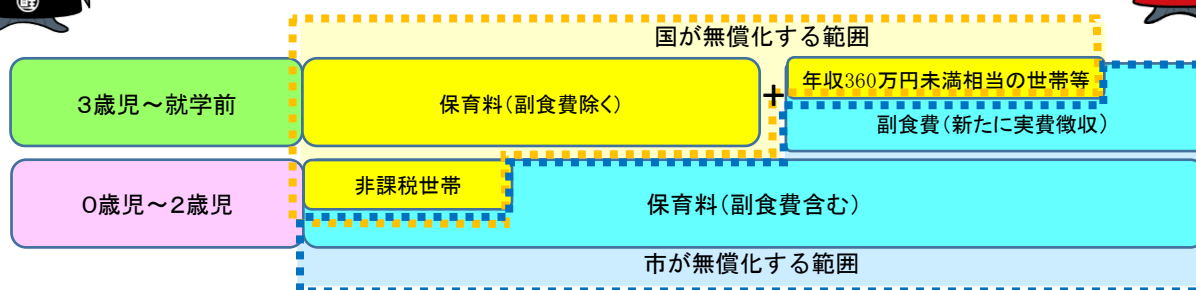 国が無償化する範囲
3歳児～就学前
保育料（副食費除く）
＋
年収360万円未満相当の世帯等
副食費（新たに実費徴収）
0歳児～2歳児
非課税世帯
保育料（副食費含む）
市が無償化する範囲